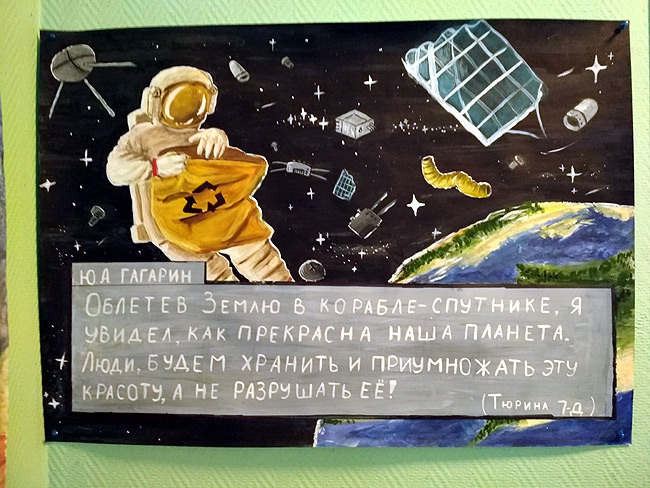 Ю.А ГАГАРИН
ОБЛЕТЕВ ЗЕМЛЮ В КОРАБЛЕ-СПУТНИКЕ, Я
УВИДЕЛ, КАК ПРЕКРАСНА НАША ПЛАНЕТА.
ЛЮДИ, БУДЕМ ХРАНИТЬ И ПРИУМНОЖАТЬ ЭТУ
КРАСОТУ, А НЕ РАЗРУШАТЬ ЕЁ!
(ТЮРИНА 7-Д)